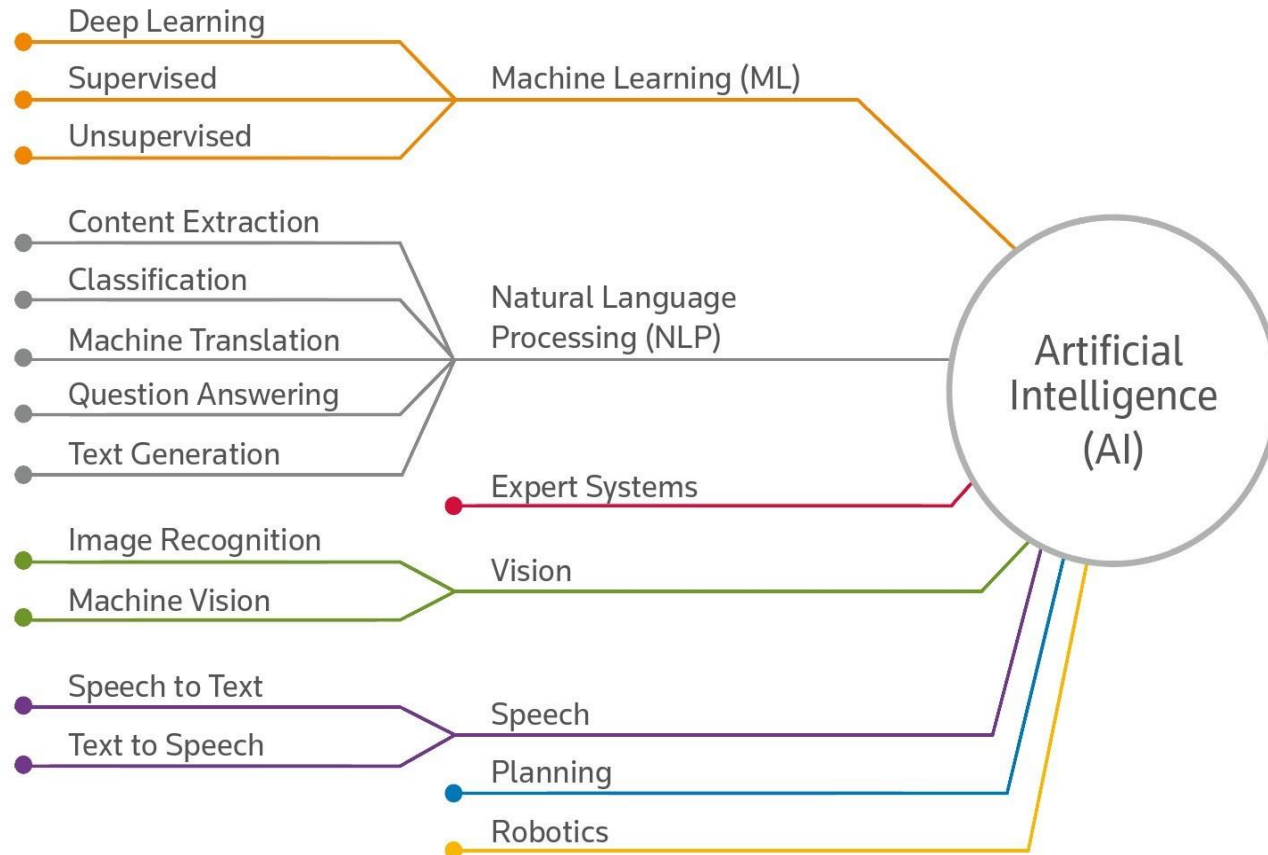 Deep Learning
Supervised
Unsupervised
Machine Learning (ML)
Content Extraction
Classification
Machine Translation
Question Answering
Text Generation
Natural Language
Processing (NLP)
Expert Systems
Image Recognition
Machine Vision
Vision
Speech to Text
Text to Speech
Speech
Planning
Robotics
Artificial
Intelligence
(AI)